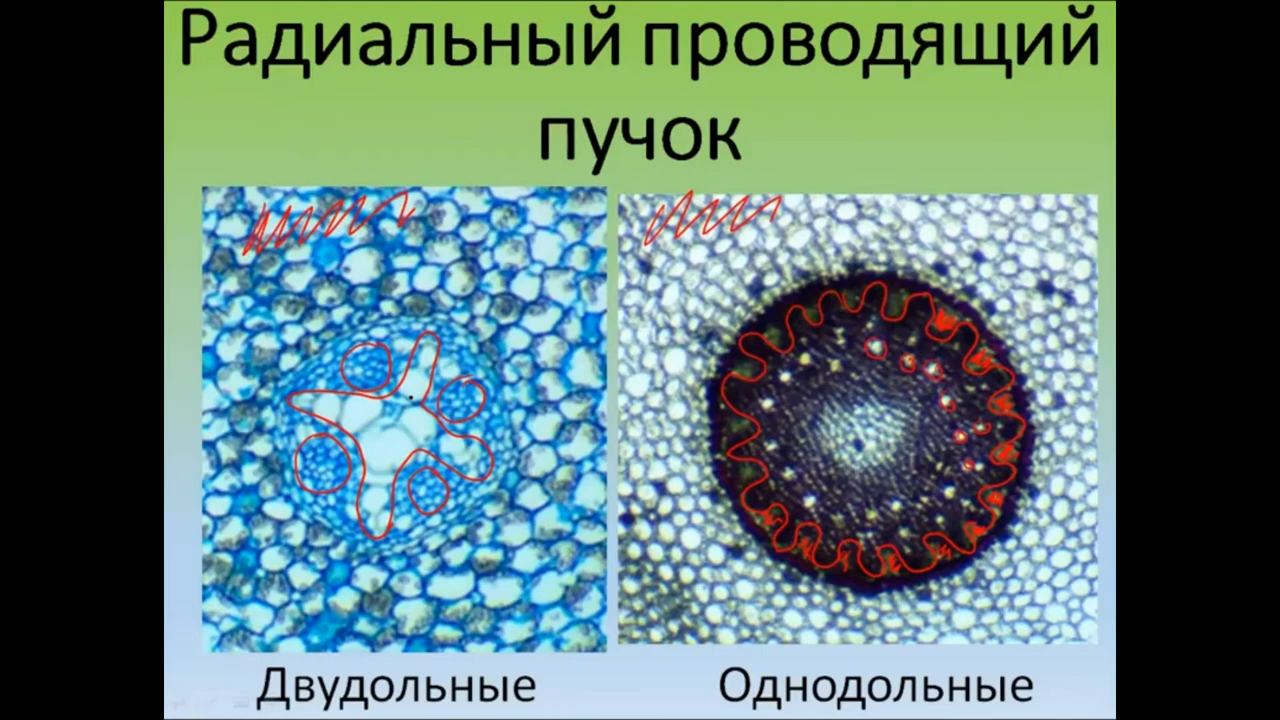 Радиальный проводящий
пучок
Двудольные
Однодольные